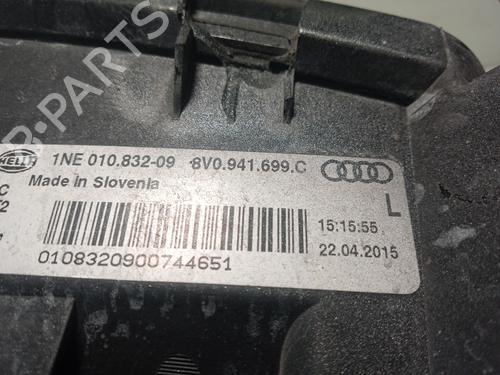 HELLA 1NE 010.832-09 8V0.941.699.C
C Made in Slovenia
L
15:15:55
22.04.2015
0108320900744651
B-PARTS